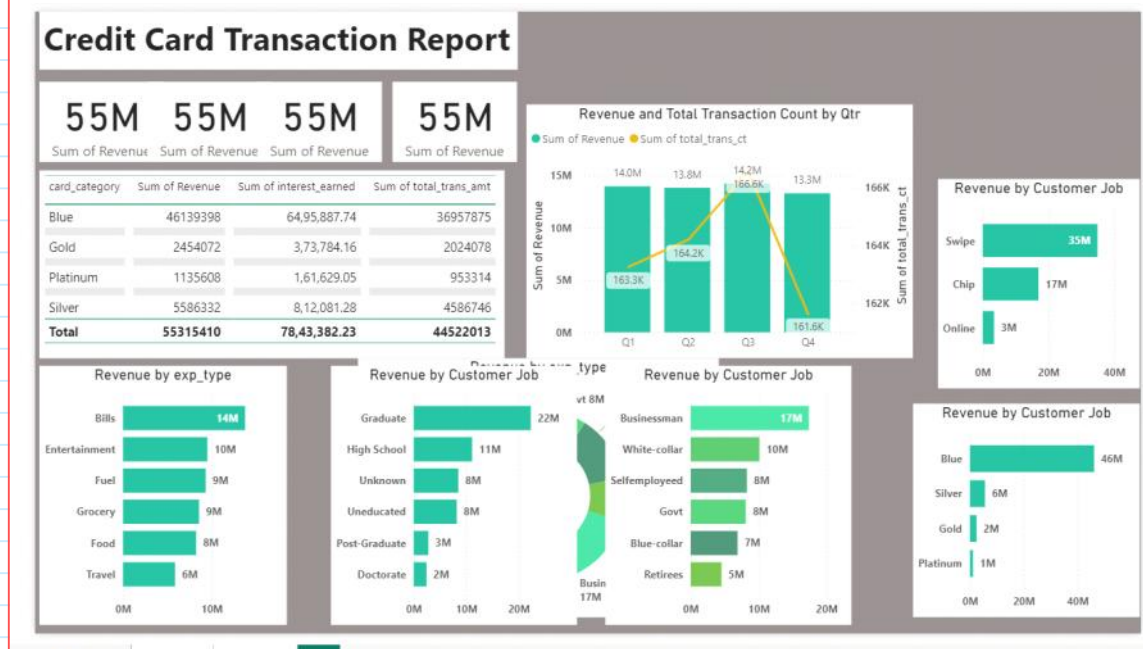 Credit Card Transaction Report
55M 55M 55M 55M
Sum of Revenue Sum of Revenue Sum of Revenue Sum of Revenue
card_category Sum of Revenue Sum of interest_earned Sum of total_trans_amt
Blue 46139398 64,95,887.74 36957875
Gold 2454072 3,73,784.16 2024078
Platinum 1135608 1,61,629.05 953314
Silver 5586332 8,12,081.28 4586746
Total 55315410 78,43,382.23 44522013
Revenue and Total Transaction Count by Qtr
Sum of Revenue Sum of total_trans_ct
15M 14.0M 13.8M 14.2M 13.3M 166K
166.6K
10M
164.2K 164K
5M 163.3K
162K
0M 161.6K
Q1 Q2 Q3 Q4
Sum of Revenue
Sum of total_trans_ct
Revenue by Customer Job
Swipe 35M
Chip 17M
Online 3M
0M 20M 40M
Revenue by exp_type
Bills 14M
Entertainment 10M
Fuel 9M
Grocery 9M
Food 8M
Travel 6M
0M 10M
Revenue by Customer Job
Graduate 22M
High School 11M
Unknown 8M
Uneducated 8M
Post-Graduate 3M
Doctorate 2M
0M 10M 20M
type
vt 8M
Busin
17M
Revenue by Customer Job
Businessman 17M
White-collar 10M
Selfemployeed 8M
Govt 8M
Blue-collar 7M
Retirees 5M
0M 10M 20M
Revenue by Customer Job
Blue 46M
Silver 6M
Gold 2M
Platinum 1M
0M 20M 40M